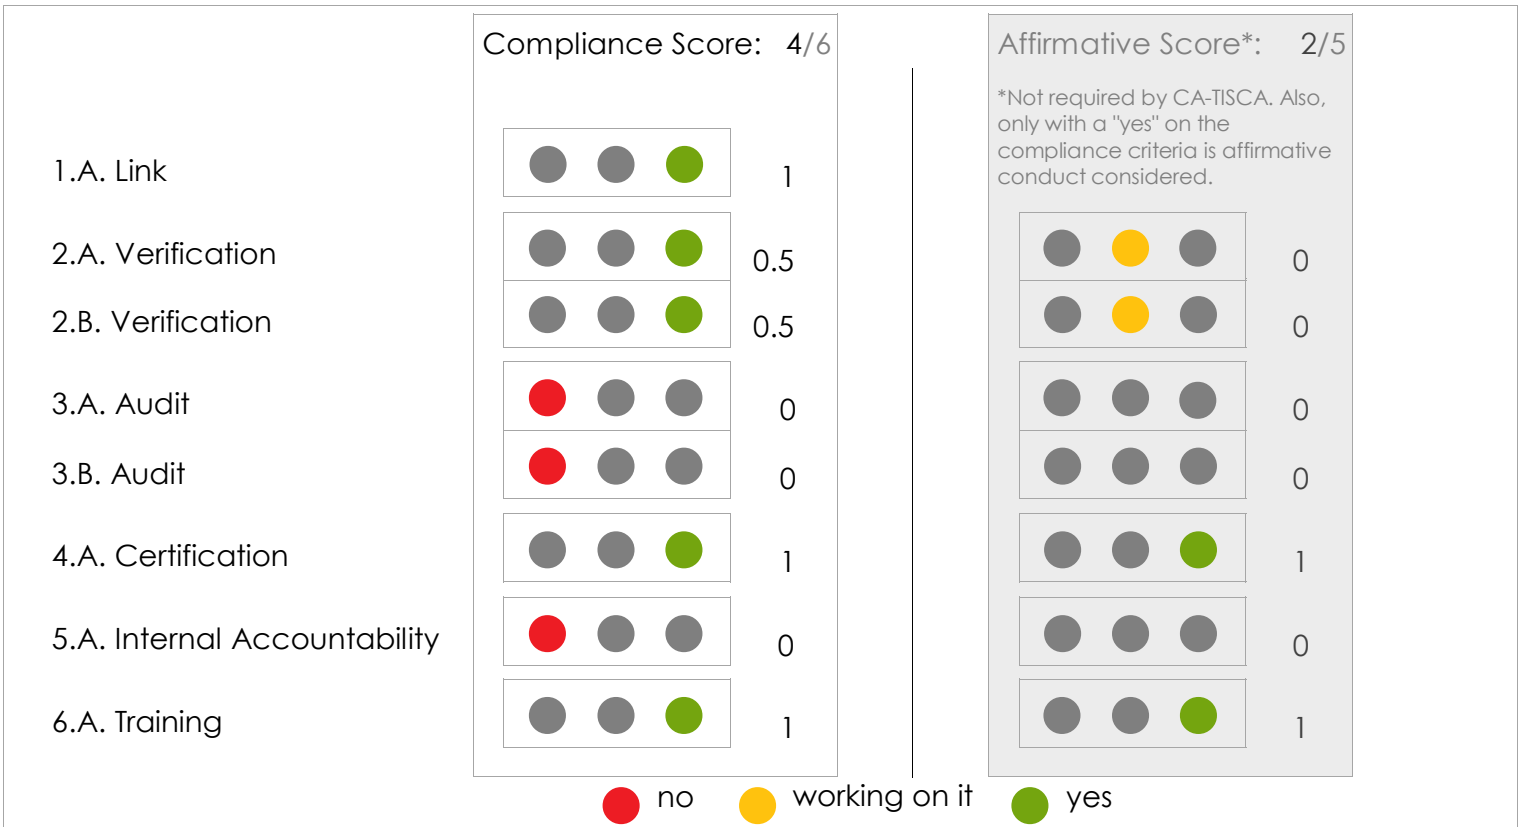 Compliance Score: 4/6
Affirmative Score*: 2/5
*Not required by CA-TISCA. Also,
only with a "yes" on the
compliance criteria is affirmative
conduct considered.
1.A. Link 1
2.A. Verification 0.5 0
2.B. Verification 0.5 0
3.A. Audit 0 0
3.B. Audit 0 0
4.A. Certification 1 1
5.A. Internal Accountability 0 0
6.A. Training 1 1
no working on it yes